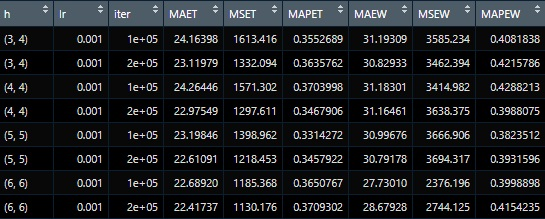 h lr iter MAET MSET MAPET MAEW MSEW MAPEW
(3, 4) 0.001 1e+05 24.16398 1613.416 0.3552689 31.19309 3585.234 0.4081838
(3, 4) 0.001 2e+05 23.11979 1332.094 0.3635762 30.82933 3462.394 0.4215786
(4, 4) 0.001 1e+05 24.26446 1571.302 0.3703998 31.18301 3414.982 0.4288213
(4, 4) 0.001 2e+05 22.97549 1297.611 0.3467906 31.16461 3638.375 0.3988075
(5, 5) 0.001 1e+05 23.19846 1398.962 0.3314272 30.99676 3666.906 0.3823512
(5, 5) 0.001 2e+05 22.61091 1218.453 0.3457922 30.79178 3694.317 0.3931596
(6, 6) 0.001 1e+05 22.68920 1185.368 0.3650767 27.73010 2376.196 0.3998898
(6, 6) 0.001 2e+05 22.41737 1130.176 0.3709302 28.67928 2744.125 0.4154235